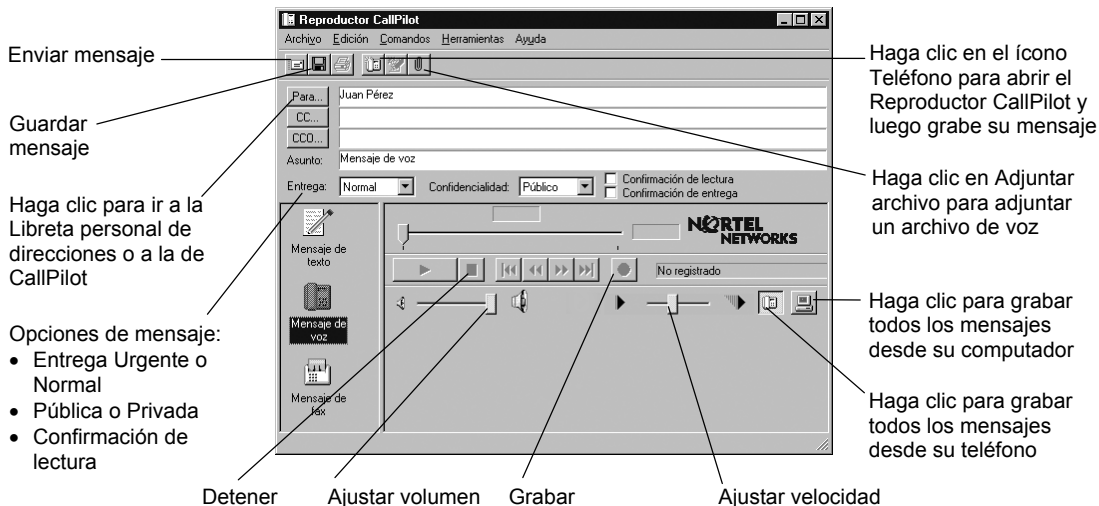 Reproductor CallPilot
Archivo Edición Comandos Herramientas Ayuda
Para... Juan Pérez
CC...
CCO...
Asunto: Mensaje de voz
Entrega: Normal Confidencialidad: Público Confirmación de lectura
Confirmación de entrega
Mensaje de
texto
NORTEL
NETWORKS
No registrado
Mensaje de
voz
Mensaje de
fax
Enviar mensaje
Guardar
mensaje
Haga clic para ir a la
Libreta personal de
direcciones o a la de
CallPilot
Opciones de mensaje:
• Entrega Urgente o
Normal
• Pública o Privada
• Confirmación de
lectura
Haga clic en el ícono
Teléfono para abrir el
Reproductor CallPilot y
luego grabe su mensaje
Haga clic en Adjuntar
archivo para adjuntar
un archivo de voz
Haga clic para grabar
todos los mensajes
desde su computador
Haga clic para grabar
todos los mensajes
desde su teléfono
Detener Ajustar volumen Grabar Ajustar velocidad